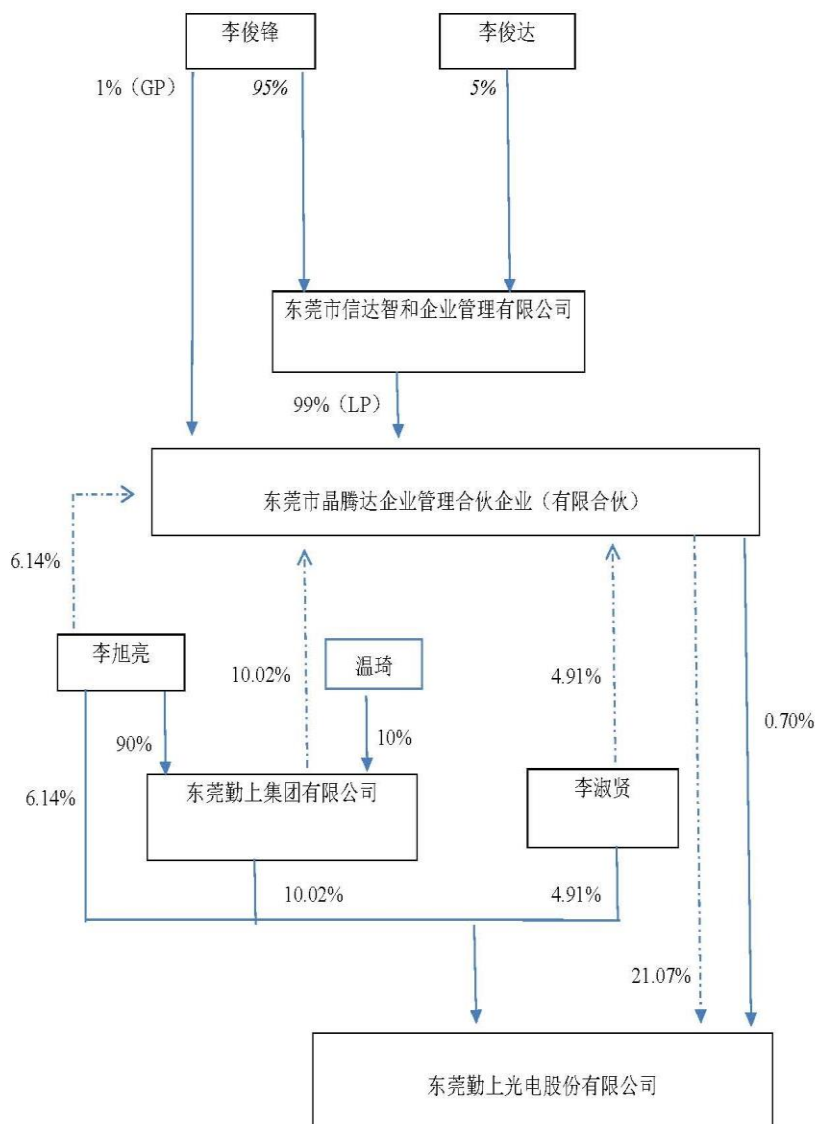 李俊锋
李俊达
1%（GP）
95%
5%
东莞市信达智和企业管理有限公司
99%（LP）
东莞市晶腾达企业管理合伙企业（有限合伙）
6.14%
李旭亮
10.02%
温琦
4.91%
0.70%
90%
10%
东莞勤上集团有限公司
李淑贤
6.14%
10.02%
4.91%
21.07%
东莞勤上光电股份有限公司